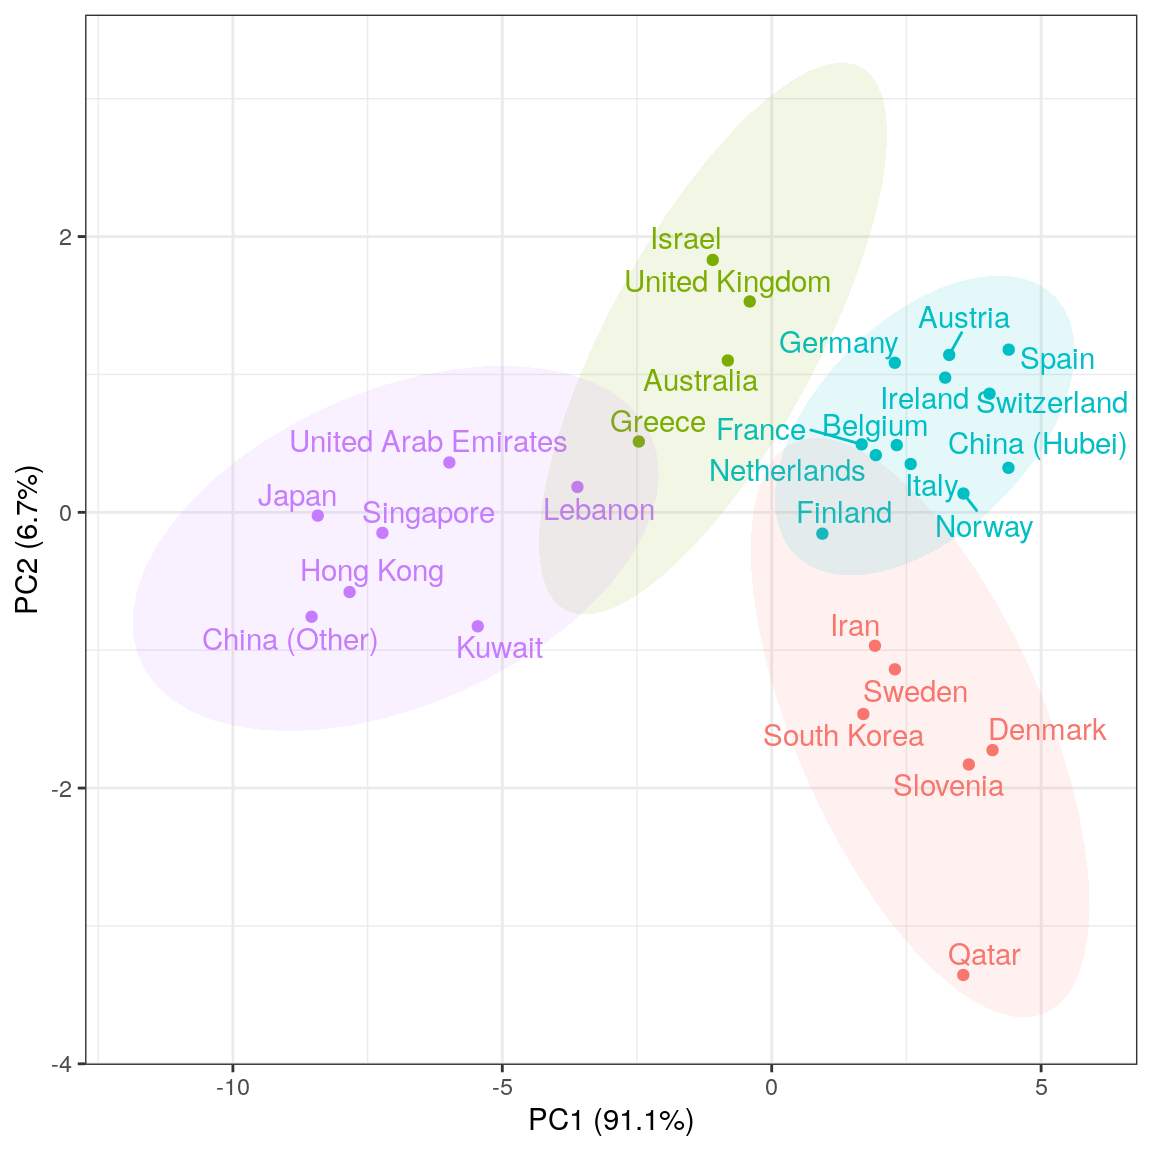 2
0
-2
-4
PC2 (6.7%)
Israel
United Kingdom
Austria
Germany
Spain
Australia
Ireland
Switzerland
Greece
France
Belgium
United Arab Emirates
China (Hubei)
Netherlands
Italy
Japan
Lebanon
Singapore
Finland
Norway
Hong Kong
Iran
China (Other)
Kuwait
Sweden
South Korea
Denmark
Slovenia
Qatar
-10
-5
0
5
PC1 (91.1%)